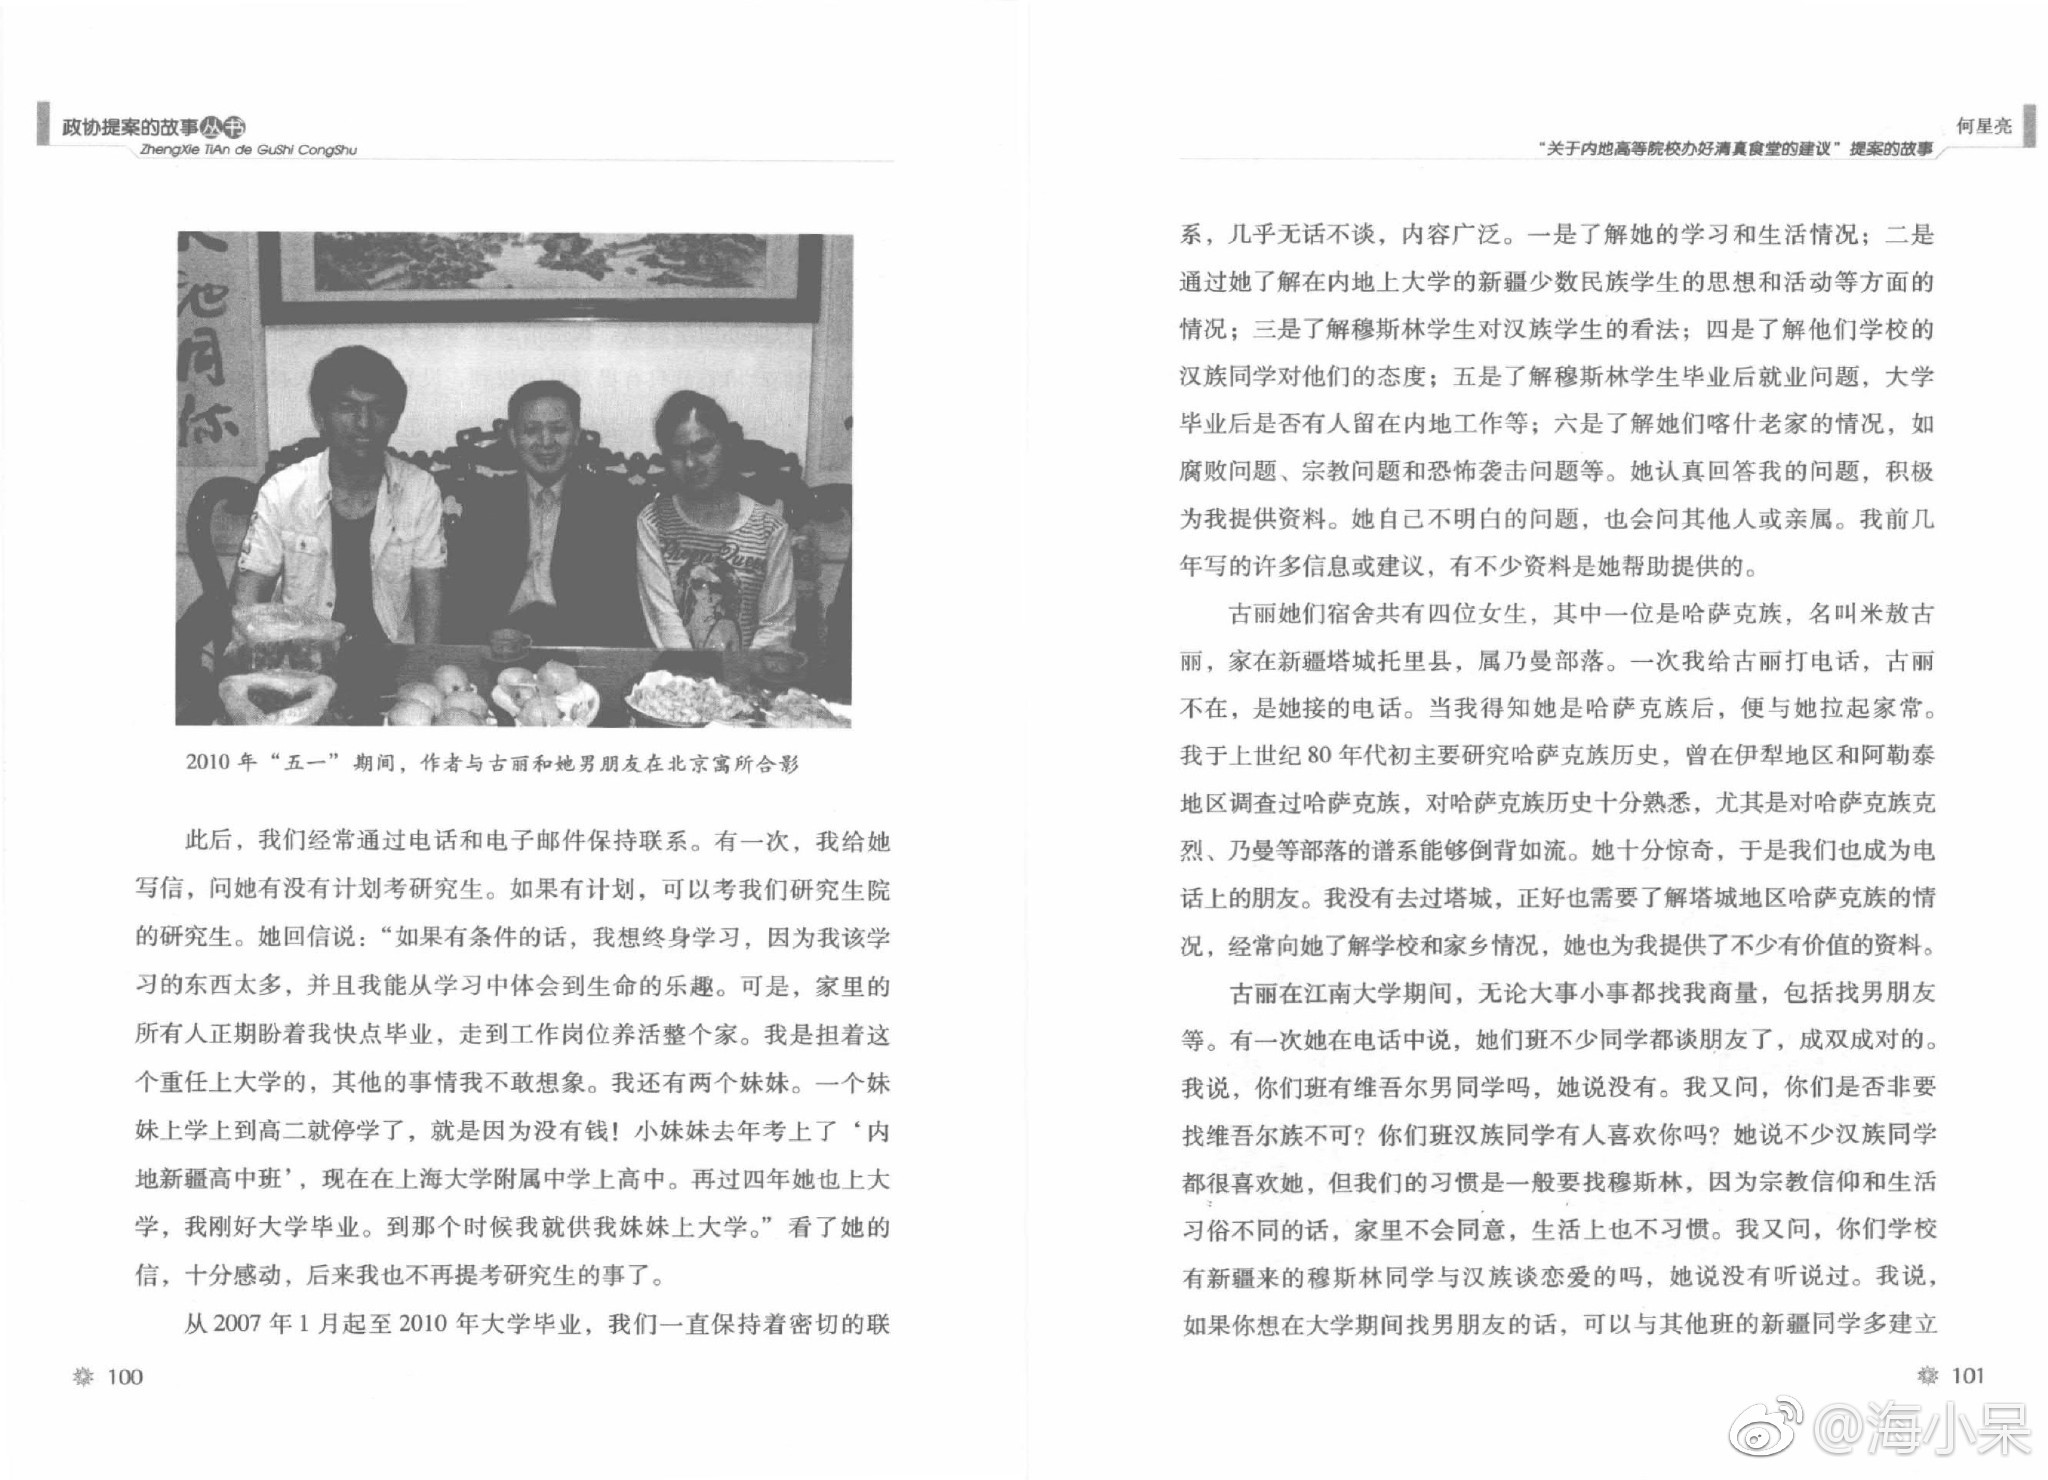 政协提案的故事丛书
ZhengXie TiAn de GuShi CongShu
池
同
你
2010年“五一”期间，作者与古丽和她男朋友在北京寓所合影
此后，我们经常通过电话和电子邮件保持联系。有一次，我给她
写信，问她有没有计划考研究生。如果有计划，可以考我们研究生院
的研究生。她回信说：“如果有条件的话，我想终身学习，因为我该学
习的东西太多，并且我能从学习中体会到生命的乐趣。可是，家里的
所有人正期盼着我快点毕业，走到工作岗位养活整个家。我是担着这
个重任上大学的，其他的事情我不敢想象。我还有两个妹妹。一个妹
妹上学上到高二就停学了，就是因为没有钱！小妹妹去年考上了‘内
地新疆高中班’，现在在上海大学附属中学上高中。再过四年她也上大
学，我刚好大学毕业。到那个时候我就供我妹妹上大学。”看了她的
信，十分感动，后来我也不再提考研究生的事了。
从2007年1月起至2010年大学毕业，我们一直保持着密切的联
100
何星亮
“关于内地高等院校办好清真食堂的建议”提案的故事
系，几乎无话不谈，内容广泛。一是了解她的学习和生活情况；二是
通过她了解在内地上大学的新疆少数民族学生的思想和活动等方面的
情况；三是了解穆斯林学生对汉族学生的看法；四是了解他们学校的
汉族同学对他们的态度；五是了解穆斯林学生毕业后就业问题，大学
毕业后是否有人留在内地工作等；六是了解她们喀什老家的情况，如
腐败问题、宗教问题和恐怖袭击问题等。她认真回答我的问题，积极
为我提供资料。她自己不明白的问题，也会问其他人或亲属。我前几
年写的许多信息或建议，有不少资料是她帮助提供的。
古丽她们宿舍共有四位女生，其中一位是哈萨克族，名叫米敖古
丽，家在新疆塔城托里县，属乃曼部落。一次我给古丽打电话，古丽
不在，是她接的电话。当我得知她是哈萨克族后，便与她拉起家常。
我于上世纪80年代初主要研究哈萨克族历史，曾在伊犁地区和阿勒泰
地区调查过哈萨克族，对哈萨克族历史十分熟悉，尤其是对哈萨克族克
烈、乃曼等部落的谱系能够倒背如流。她十分惊奇，于是我们也成为电
话上的朋友。我没有去过塔城，正好也需要了解塔城地区哈萨克族的情
况，经常向她了解学校和家乡情况，她也为我提供了不少有价值的资料。
古丽在江南大学期间，无论大事小事都找我商量，包括找男朋友
等。有一次她在电话中说，她们班不少同学都谈朋友了，成双成对的。
我说，你们班有维吾尔男同学吗，她说没有。我又问，你们是否非要
找维吾尔族不可？你们班汉族同学有人喜欢你吗？她说不少汉族同学
都很喜欢她，但我们的习惯是一般要找穆斯林，因为宗教信仰和生活
习俗不同的话，家里不会同意，生活上也不习惯。我又问，你们学校
有新疆来的穆斯林同学与汉族谈恋爱的吗，她说没有听说过。我说，
如果你想在大学期间找男朋友的话，可以与其他班的新疆同学多建立
101
@海小呆